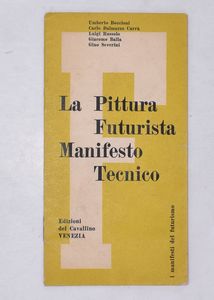 Umberto Boccioni
Carlo Dalmazzo Carrà
Luigi Russolo
Giacomo Balla
Gino Severini
F
La Pittura
Futurista
Manifesto
Tecnico
Edizioni
del Cavallino
VENEZIA
i manifesti del futurismo